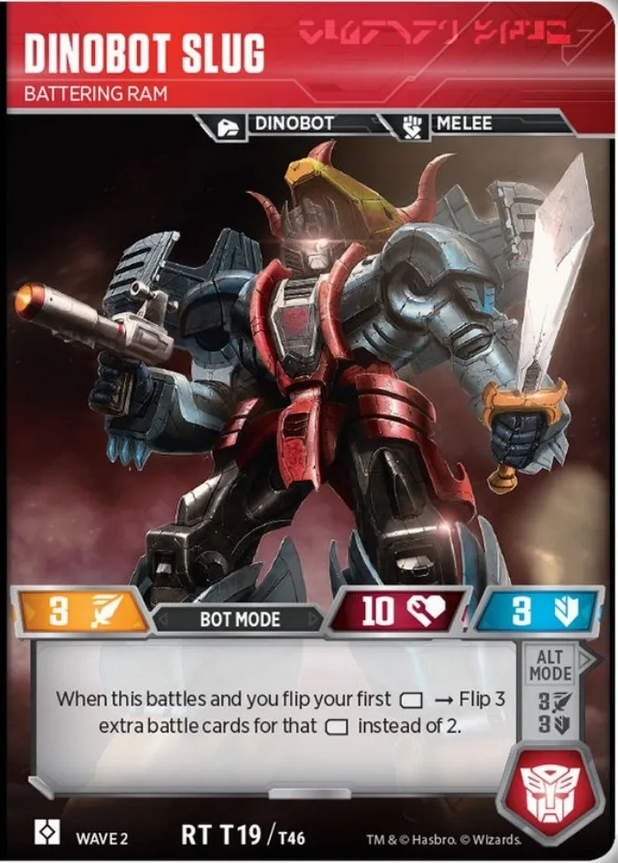 DINOBOT SLUG
BATTERING RAM
DINOBOT
MELEE
3
BOT MODE
10
3
When this battles and you flip your first → Flip 3
extra battle cards for that instead of 2.
ALT
MODE
3
3
WAVE 2
RT T19/T46
TM & © Hasbro. © Wizards.